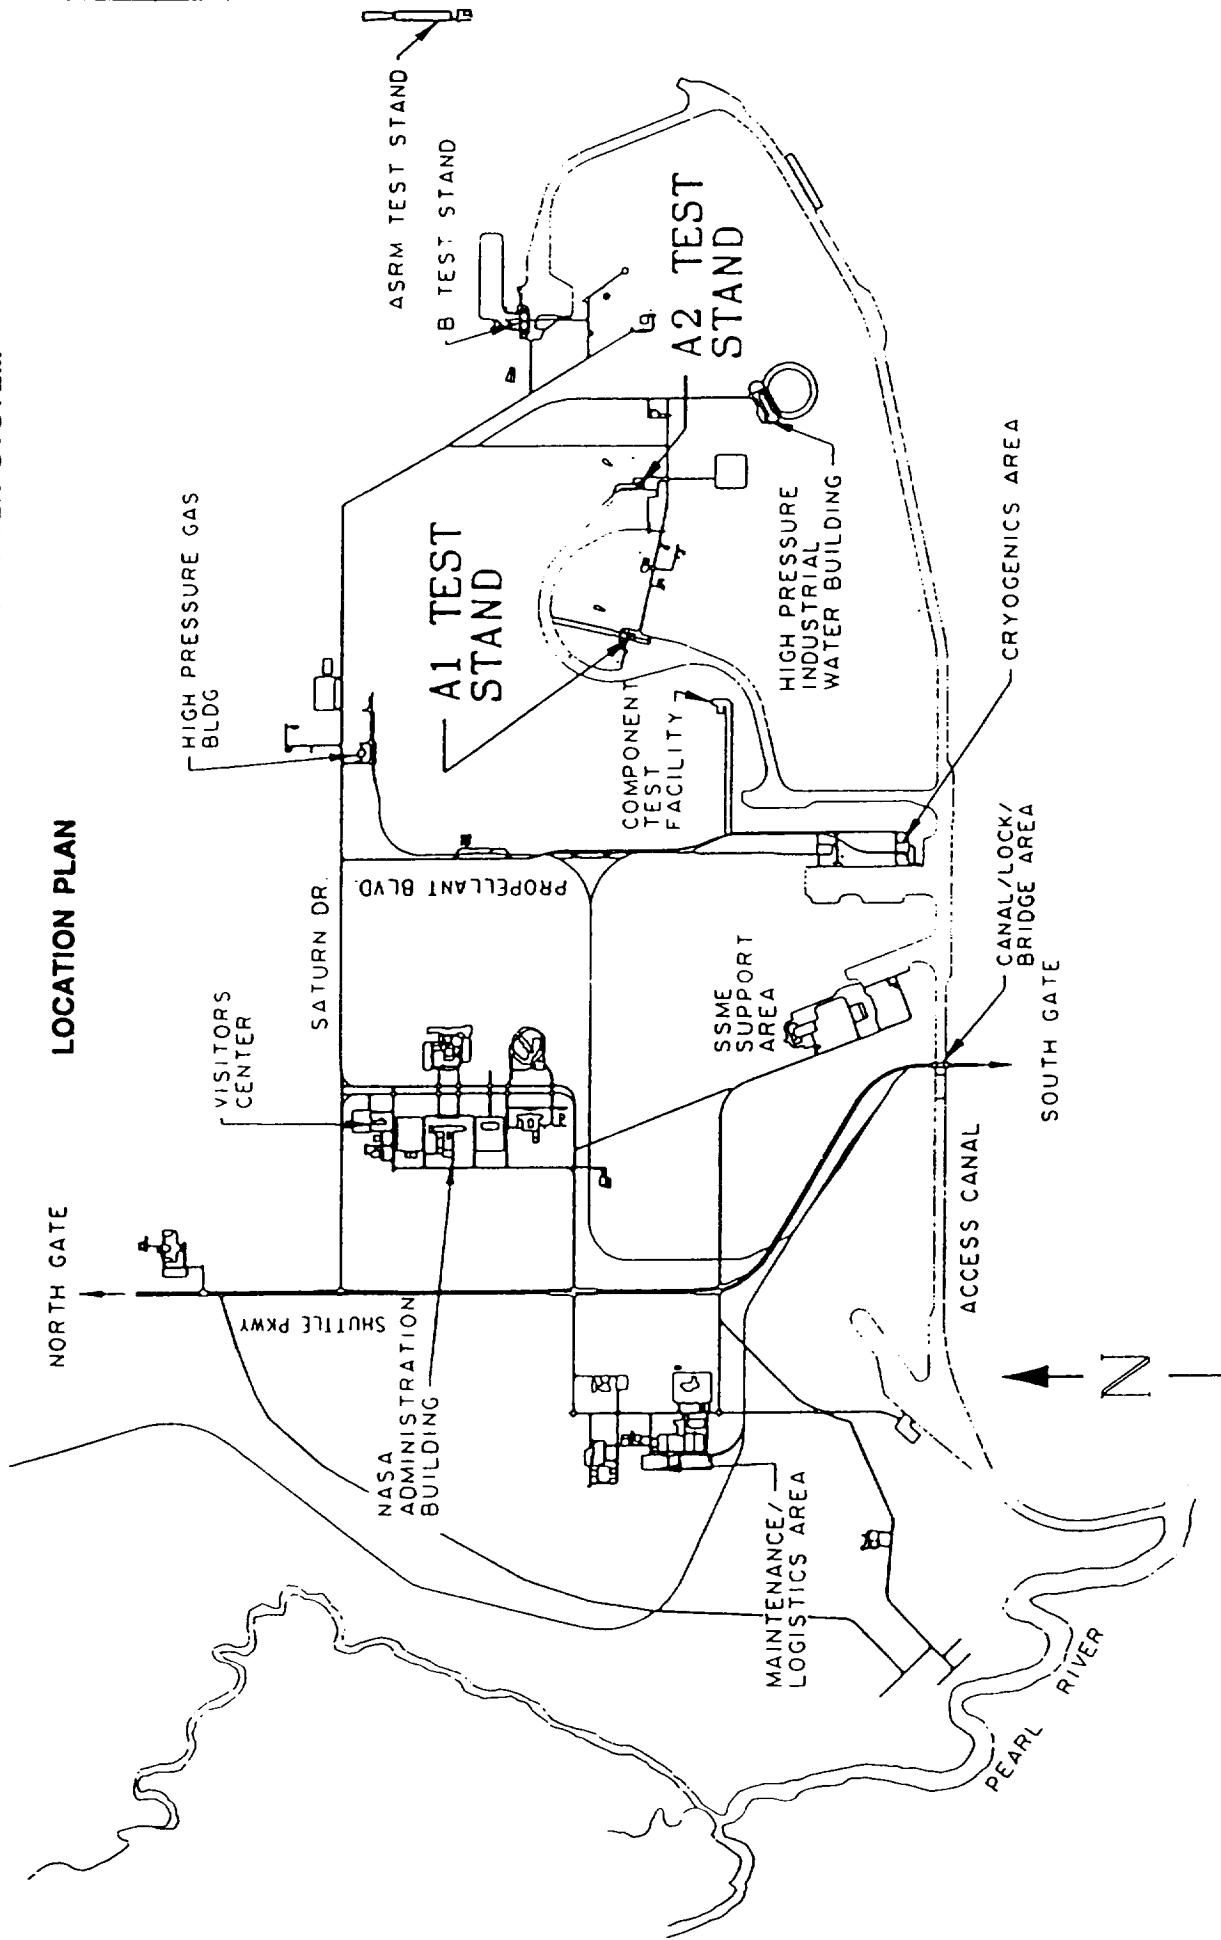 LOCATION PLAN
NORTH GATE
VISITORS
CENTER
SATURN DR.
HIGH PRESSURE GAS
BLDG
ASRM TEST STAND
B TEST STAND
SHUTTLE PKWY
PROPELLANT BLVD.
A1 TEST
STAND
A2 TEST
STAND
NASA
ADMINISTRATION
BUILDING
COMPONENT
TEST
FACILITY
HIGH PRESSURE
INDUSTRIAL
WATER BUILDING
SSME
SUPPORT
AREA
MAINTENANCE/
LOGISTICS AREA
CRYOGENICS AREA
CANAL/LOCK/
BRIDGE AREA
SOUTH GATE
ACCESS CANAL
PEARL RIVER
N